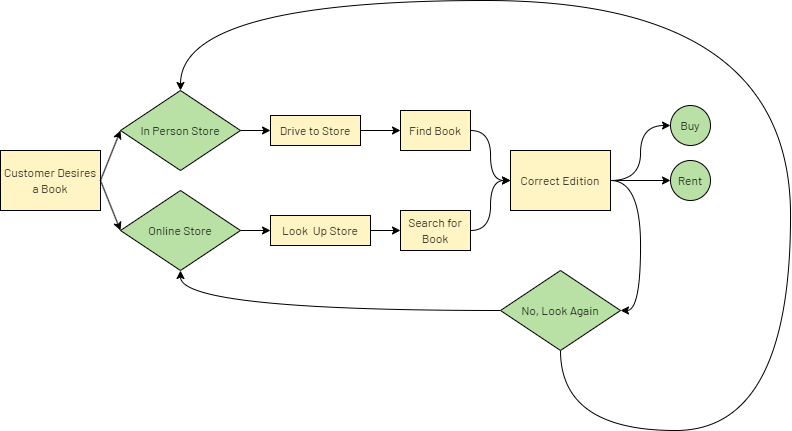 In Person Store
Drive to Store
Find Book
Buy
Customer Desires
a Book
Correct Edition
Rent
Online Store
Look Up Store
Search for
Book
No, Look Again